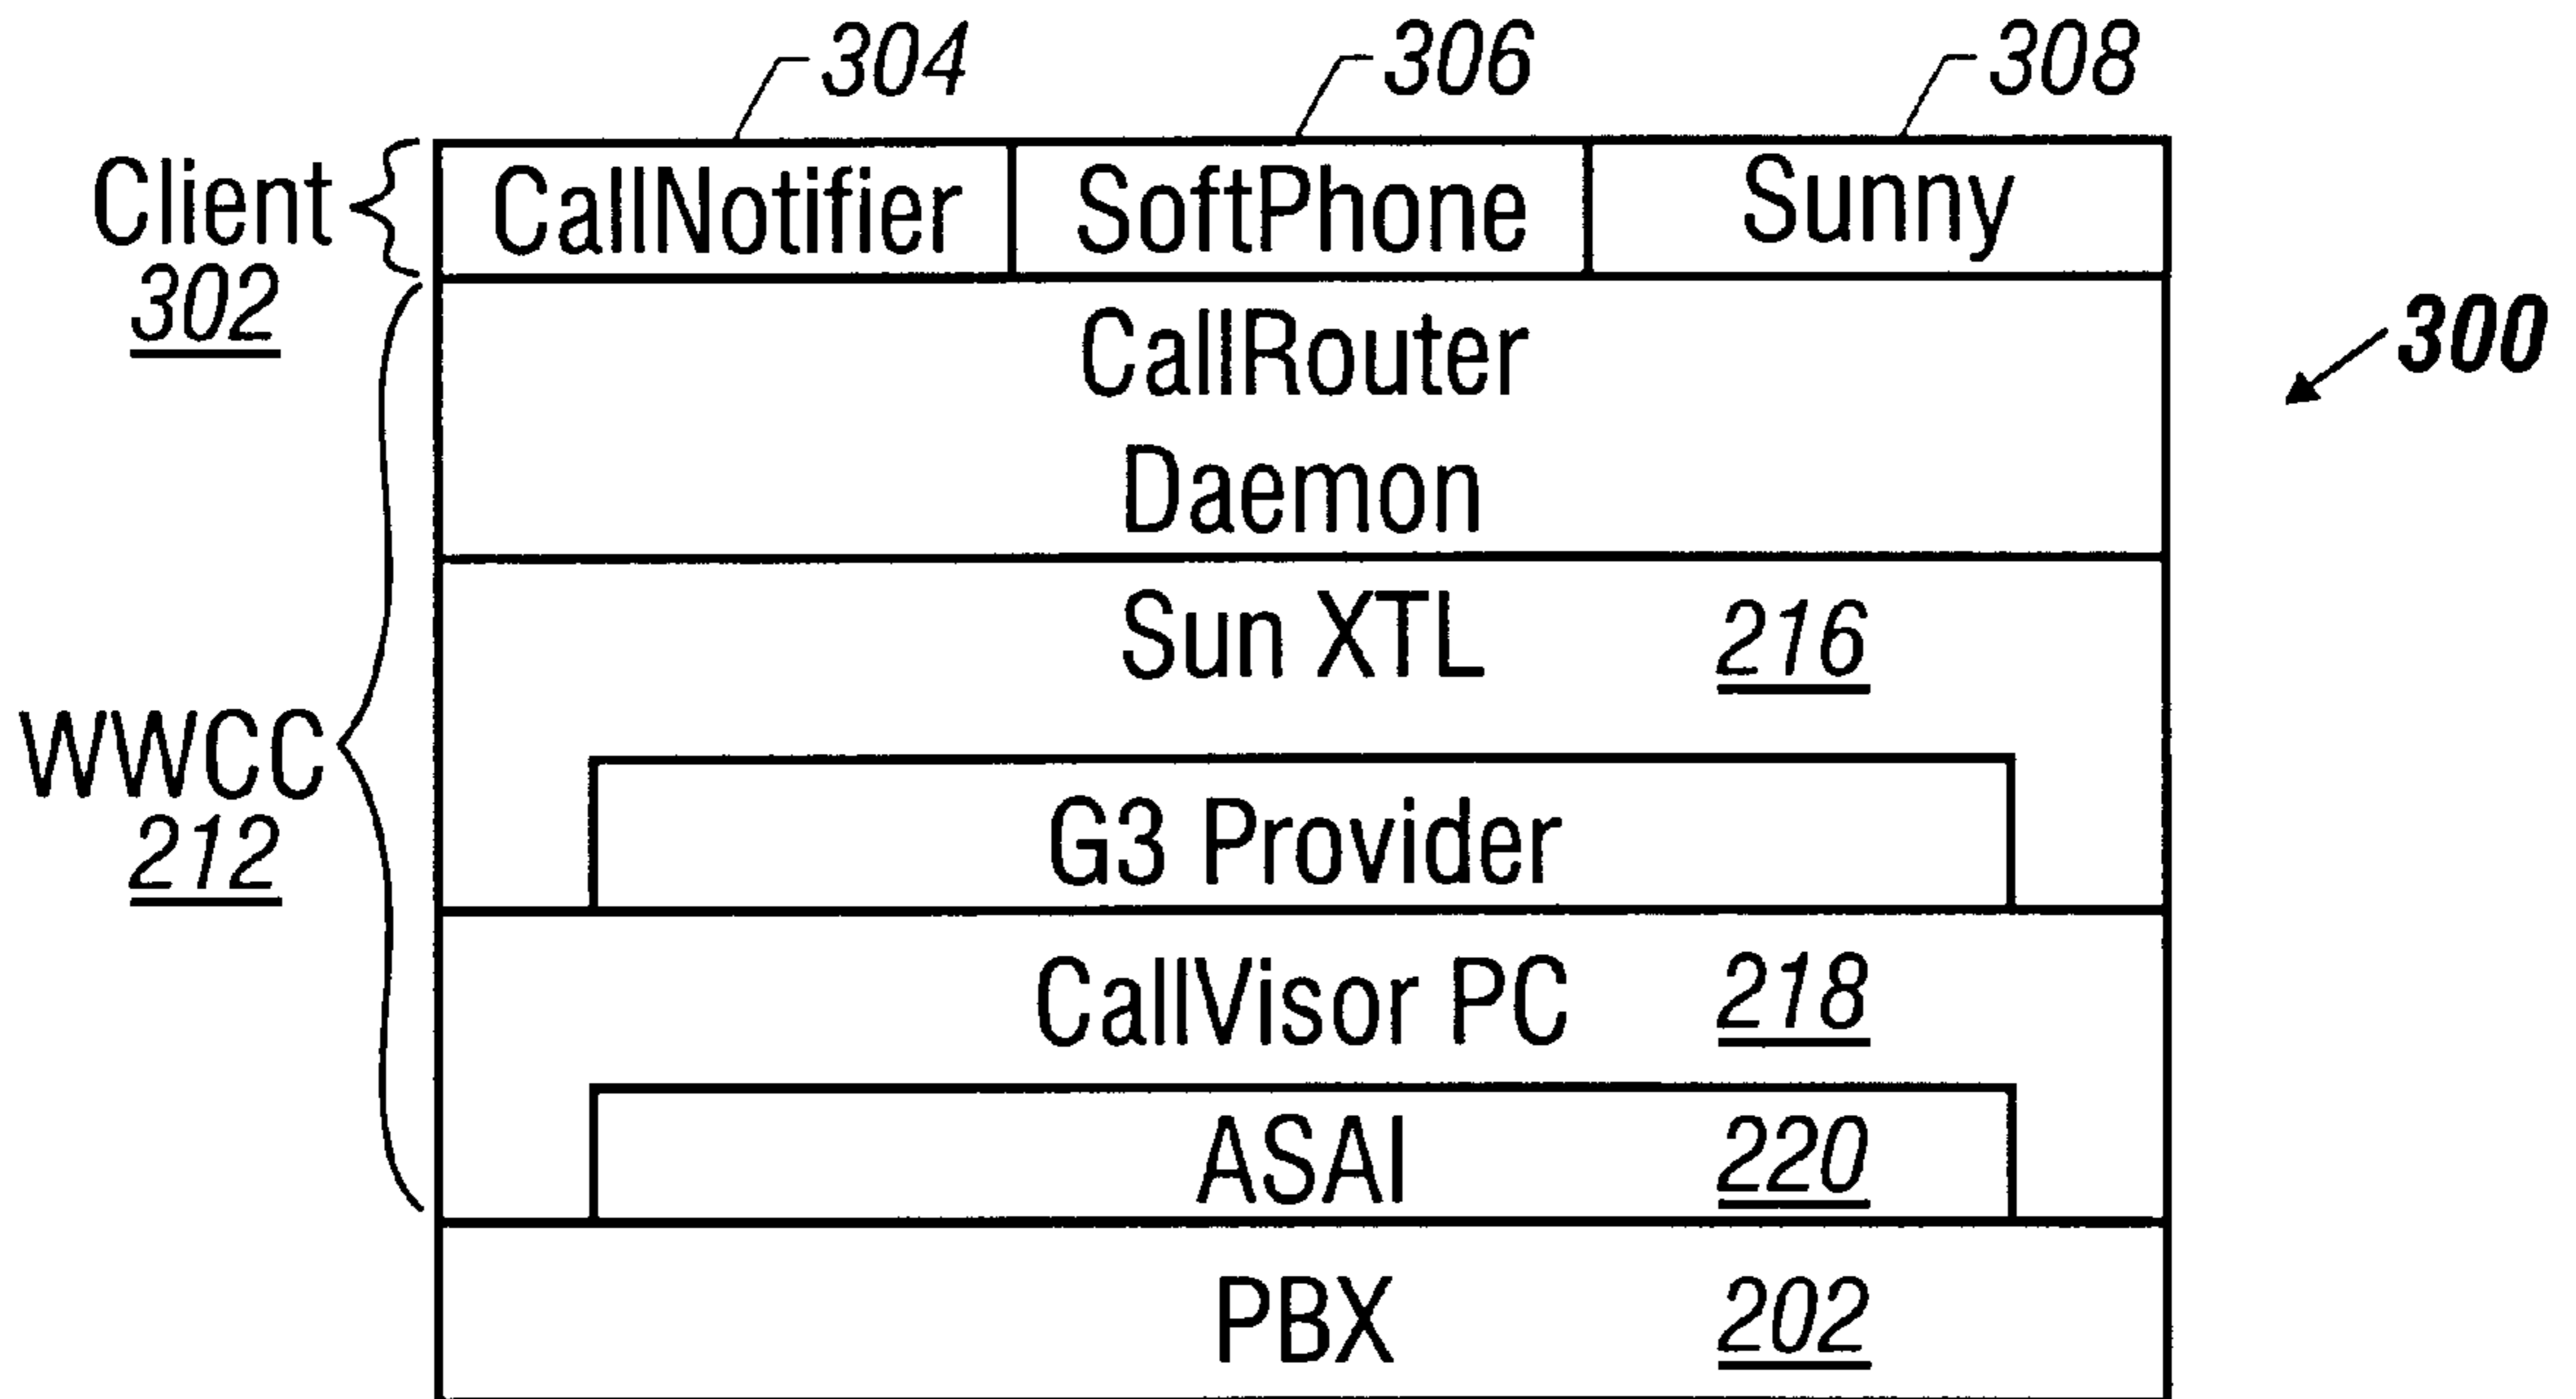 304 306 308
Client CallNotifier SoftPhone Sunny
302
CallRouter
300
Daemon
Sun XTL 216
WWCC
212
G3 Provider
CallVisor PC 218
ASAI 220
PBX 202